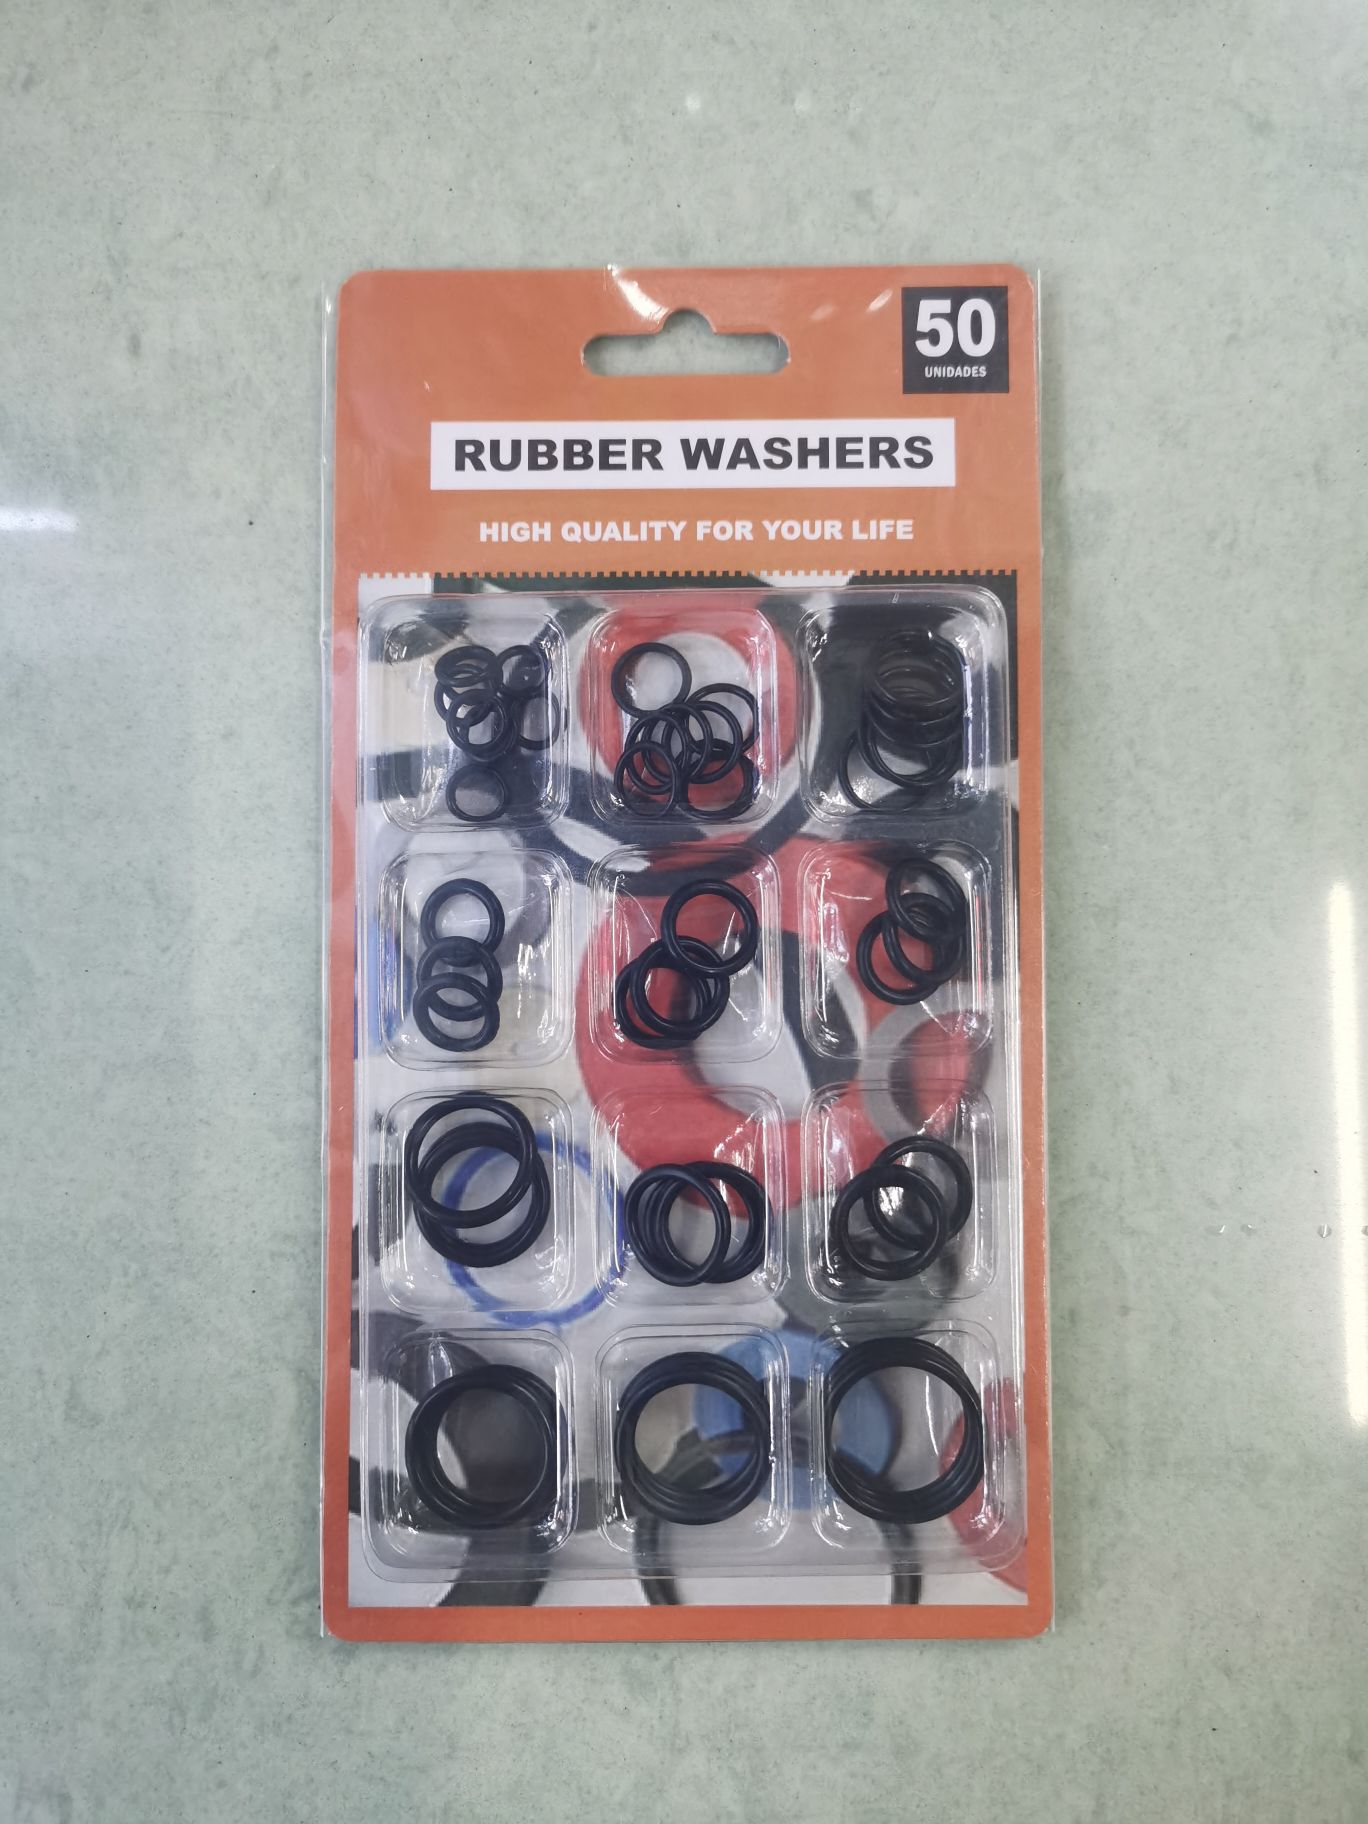 50
UNIDADES
RUBBER WASHERS
HIGH QUALITY FOR YOUR LIFE